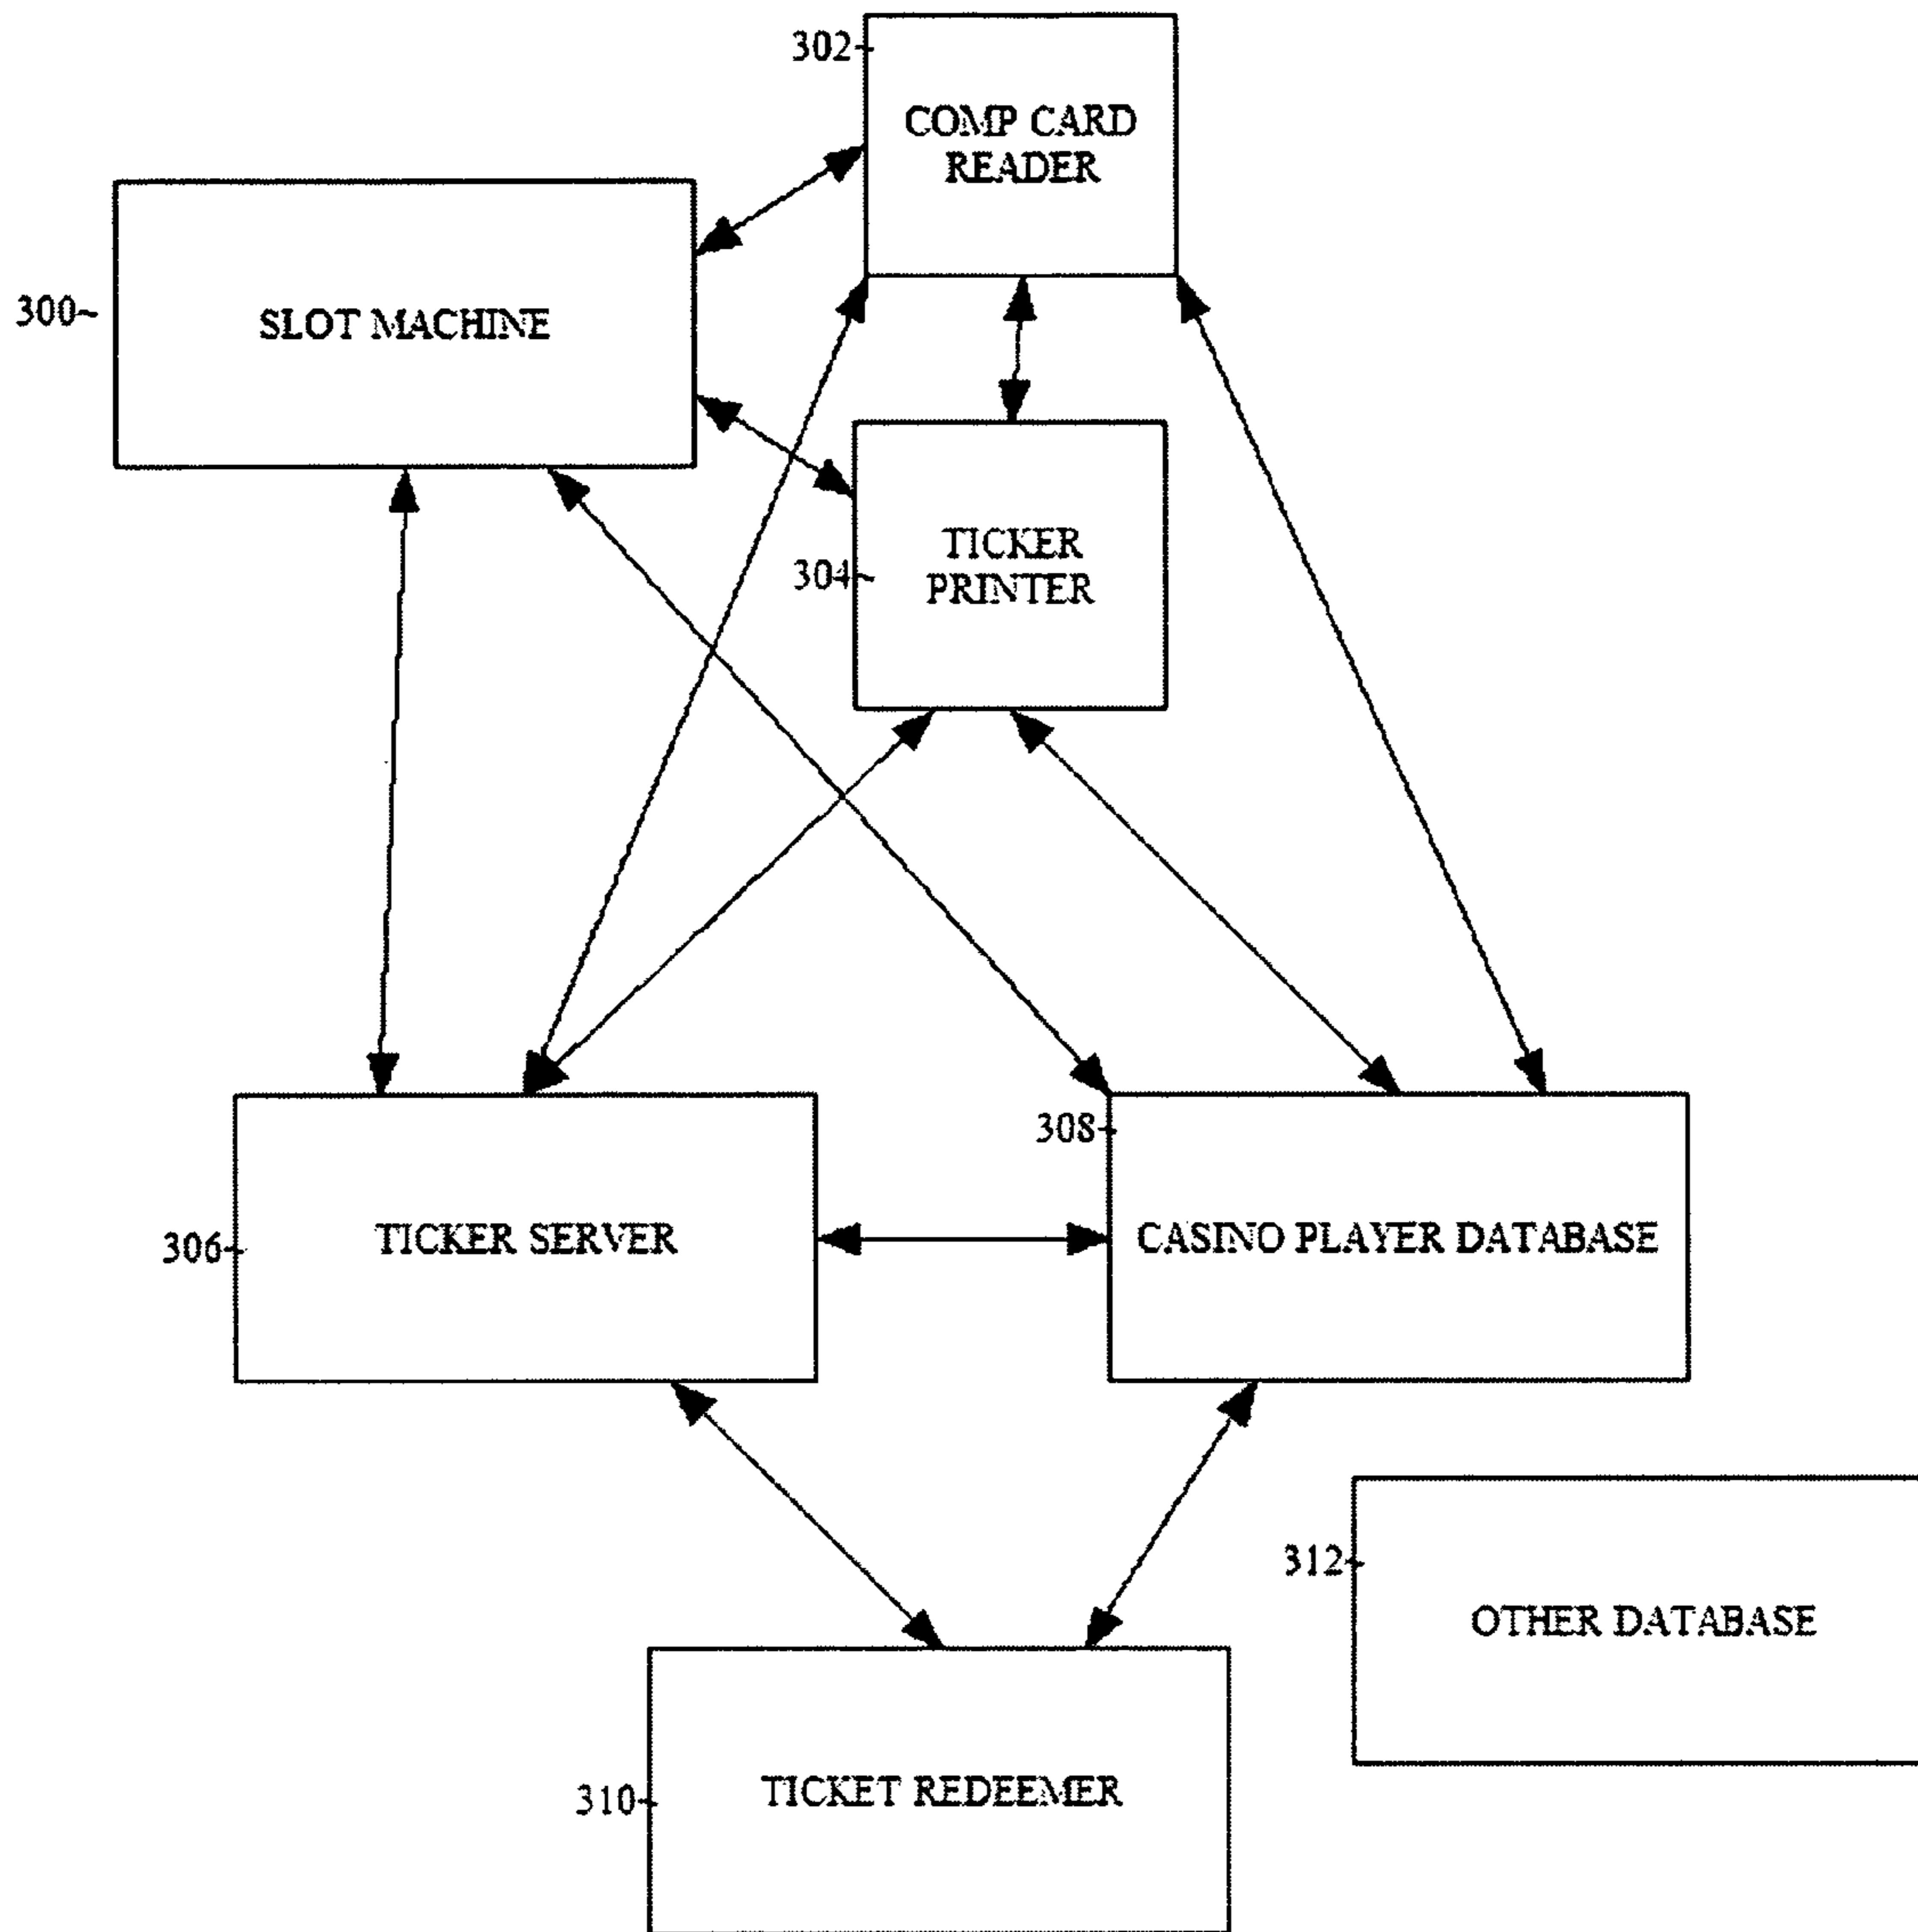 302
COMP CARD
READER
300
SLOT MACHINE
304
TICKER
PRINTER
308
306
TICKER SERVER
CASINO PLAYER DATABASE
312
OTHER DATABASE
310
TICKET REDEEMER